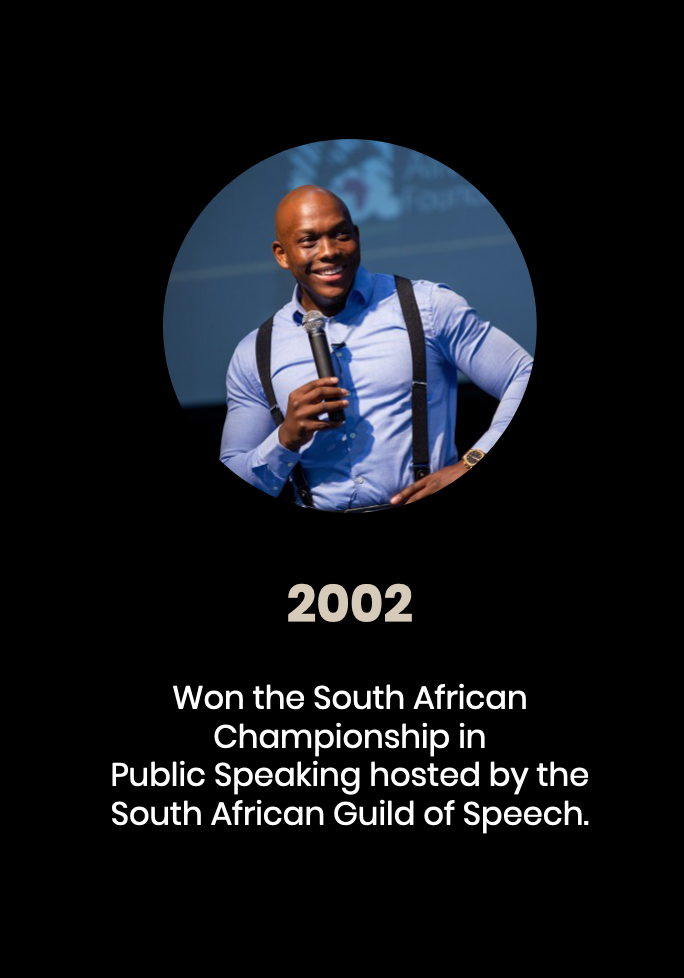 2002
Won the South African
Championship in
Public Speaking hosted by the
South African Guild of Speech.